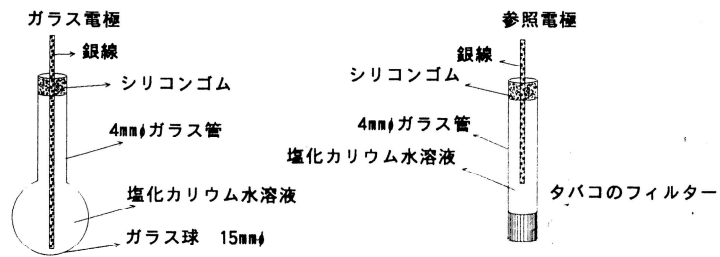 ガラス電極
銀線
シリコンゴム
4mmφガラス管
塩化カリウム水溶液
ガラス球 15mmφ
参照電極
銀線
シリコンゴム
4mmφガラス管
塩化カリウム水溶液
タバコのフィルター